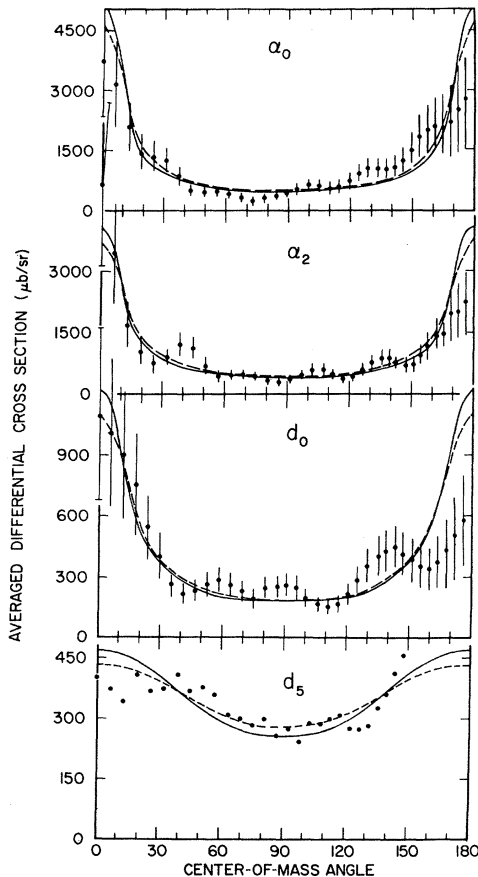 4500
3000
1500
0
α₀
3000
1500
0
α₂
900
600
300
0
d₀
450
300
150
0
d₅
0 30 60 90 120 150 180
CENTER-OF-MASS ANGLE
AVERAGED DIFFERENTIAL CROSS SECTION (μb/sr)